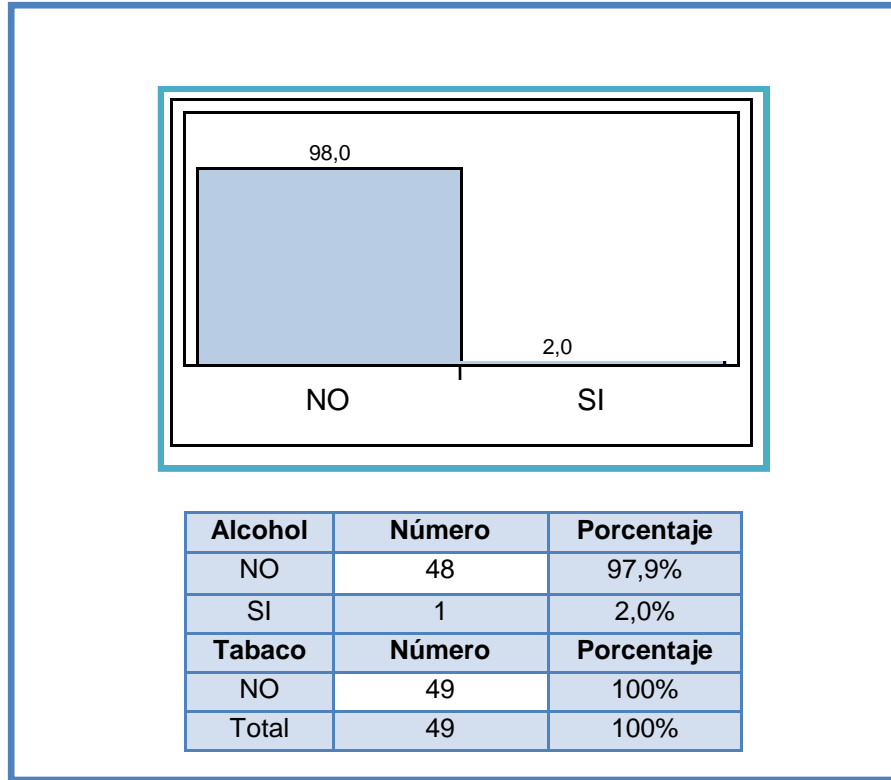 98,0
2,0
NO SI
Alcohol Número Porcentaje
NO 48 97,9%
SI 1 2,0%
Tabaco Número Porcentaje
NO 49 100%
Total 49 100%